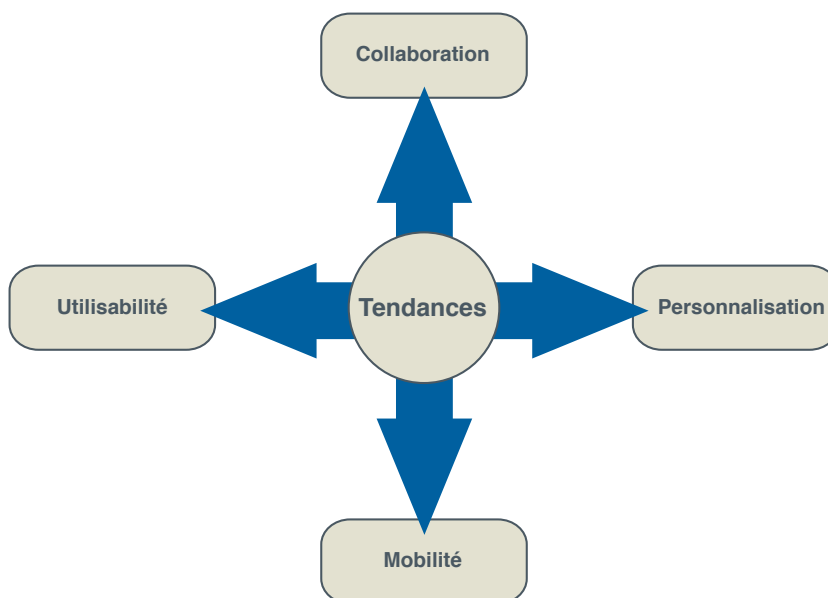 Collaboration
Utilisabilité
Tendances
Personnalisation
Mobilité